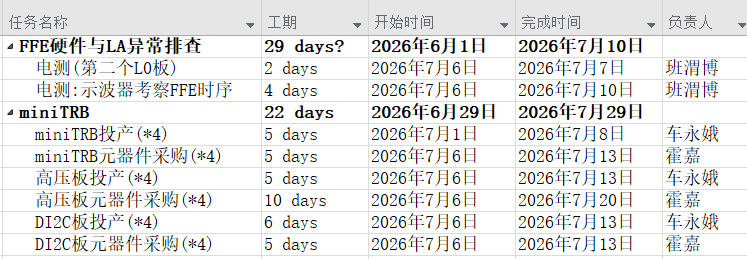 任务名称 工期 开始时间 完成时间 负责人
FFE硬件与LA异常排查 29 days? 2026年6月1日 2026年7月10日
电测(第二个L0板) 2 days 2026年7月6日 2026年7月7日 班渭博
电测:示波器考察FFE时序 4 days 2026年7月6日 2026年7月10日 班渭博
miniTRB 22 days 2026年6月29日 2026年7月29日
miniTRB投产(*4) 5 days 2026年7月1日 2026年7月8日 车永娥
miniTRB元器件采购(*4) 5 days 2026年7月6日 2026年7月13日 霍嘉
高压板投产(*4) 5 days 2026年7月6日 2026年7月13日 车永娥
高压板元器件采购(*4) 10 days 2026年7月6日 2026年7月20日 霍嘉
DI2C板投产(*4) 6 days 2026年7月6日 2026年7月13日 车永娥
DI2C板元器件采购(*4) 5 days 2026年7月6日 2026年7月13日 霍嘉